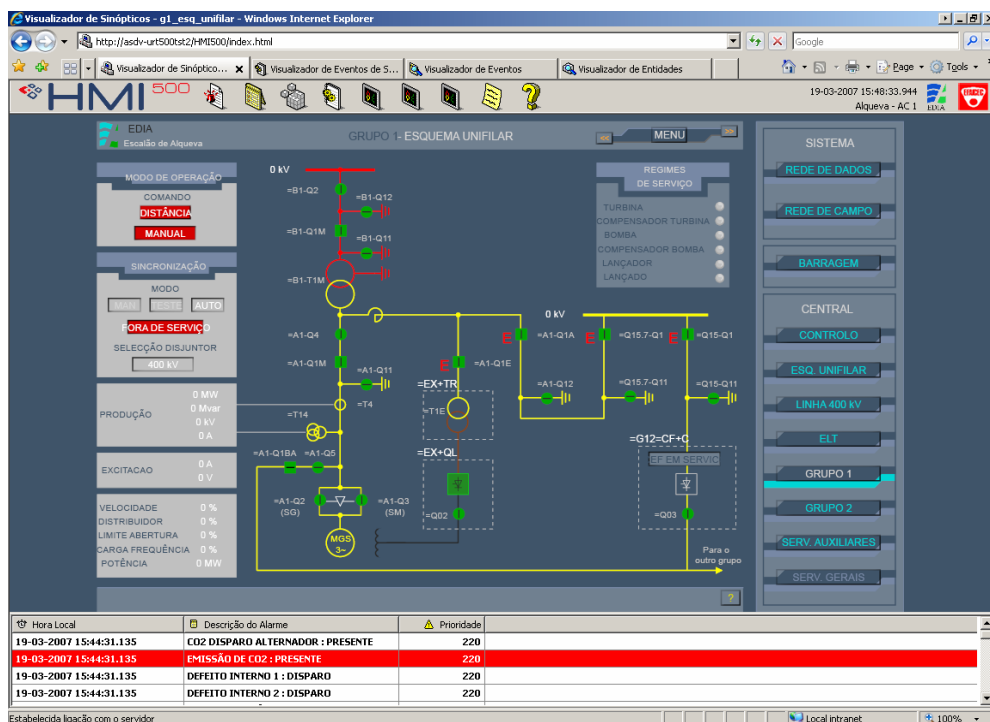 Visualizador de Sinópticos - g1_esq_unifilar - Windows Internet Explorer
http://asdv-urt500tst2/HMI500/index.html
Google
Visualizador de Sinóptico...
Visualizador de Eventos de S...
Visualizador de Eventos
Visualizador de Entidades
Page
Tools
HMI 500
19-03-2007 15:48:33.944
Alqueva - AC 1
EDIA
EFACEC
EDIA
Escalão de Alqueva
GRUPO 1- ESQUEMA UNIFILAR
<<
MENU
>>
MODO DE OPERAÇÃO
COMANDO
DISTÂNCIA
MANUAL
SINCRONIZAÇÃO
MODO
MAN
TESTE
AUTO
FORA DE SERVIÇO
SELECÇÃO DISJUNTOR
400 kV
PRODUÇÃO
0 MW
0 Mvar
0 kV
0 A
EXCITACAO
0 A
0 V
VELOCIDADE 0 %
DISTRIBUIDOR 0 %
LIMITE ABERTURA 0 %
CARGA FREQUÊNCIA 0 %
POTÊNCIA 0 MW
0 kV
=B1-Q2
=B1-Q12
=B1-Q1M
=B1-Q11
=B1-T1M
=A1-Q4
=A1-Q1M
=A1-Q11
=T4
=T14
=A1-Q1BA
=A1-Q5
=A1-Q2
(SG)
=A1-Q3
(SM)
MGS
3~
E
=A1-Q1E
=EX+TR
=T1E
=EX+QL
=Q02
0 kV
E
=A1-Q1A
E
=Q15.7-Q1
E
=Q15-Q1
=A1-Q12
=Q15.7-Q11
=Q15-Q11
=G12=CF+C
EF EM SERVIC
=Q03
Para o
outro grupo
REGIMES
DE SERVIÇO
TURBINA
COMPENSADOR TURBINA
BOMBA
COMPENSADOR BOMBA
LANÇADOR
LANÇADO
?
SISTEMA
REDE DE DADOS
REDE DE CAMPO
BARRAGEM
CENTRAL
CONTROLO
ESQ. UNIFILAR
LINHA 400 kV
ELT
GRUPO 1
GRUPO 2
SERV. AUXILIARES
SERV. GERAIS
Hora Local
Descrição do Alarme
Prioridade
19-03-2007 15:44:31.135 CO2 DISPARO ALTERNADOR : PRESENTE 220
19-03-2007 15:44:31.135 EMISSÃO DE CO2 : PRESENTE 220
19-03-2007 15:44:31.135 DEFEITO INTERNO 1 : DISPARO 220
19-03-2007 15:44:31.135 DEFEITO INTERNO 2 : DISPARO 220
Estabelecida ligação com o servidor
Local intranet
100%